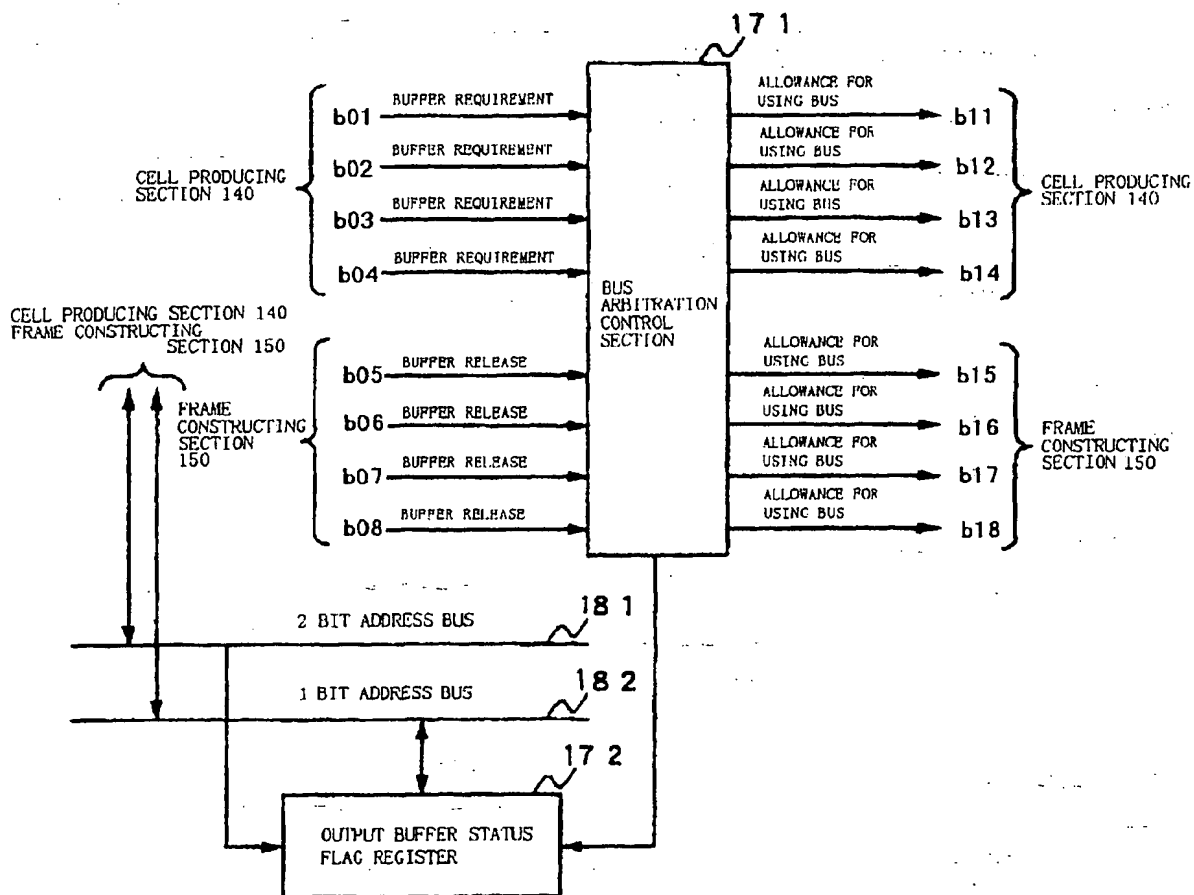 171
b01 BUFFER REQUIREMENT
b02 BUFFER REQUIREMENT
b03 BUFFER REQUIREMENT
b04 BUFFER REQUIREMENT
CELL PRODUCING
SECTION 140
ALLOWANCE FOR
USING BUS
b11
ALLOWANCE FOR
USING BUS
b12
ALLOWANCE FOR
USING BUS
b13
ALLOWANCE FOR
USING BUS
b14
CELL PRODUCING
SECTION 140
BUS
ARBITRATION
CONTROL
SECTION
CELL PRODUCING SECTION 140
FRAME CONSTRUCTING
SECTION 150
FRAME
CONSTRUCTING
SECTION
150
b05 BUFFER RELEASE
b06 BUFFER RELEASE
b07 BUFFER RELEASE
b08 BUFFER RELEASE
ALLOWANCE FOR
USING BUS
b15
ALLOWANCE FOR
USING BUS
b16
ALLOWANCE FOR
USING BUS
b17
ALLOWANCE FOR
USING BUS
b18
FRAME
CONSTRUCTING
SECTION 150
2 BIT ADDRESS BUS
181
1 BIT ADDRESS BUS
182
172
OUTPUT BUFFER STATUS
FLAG REGISTER